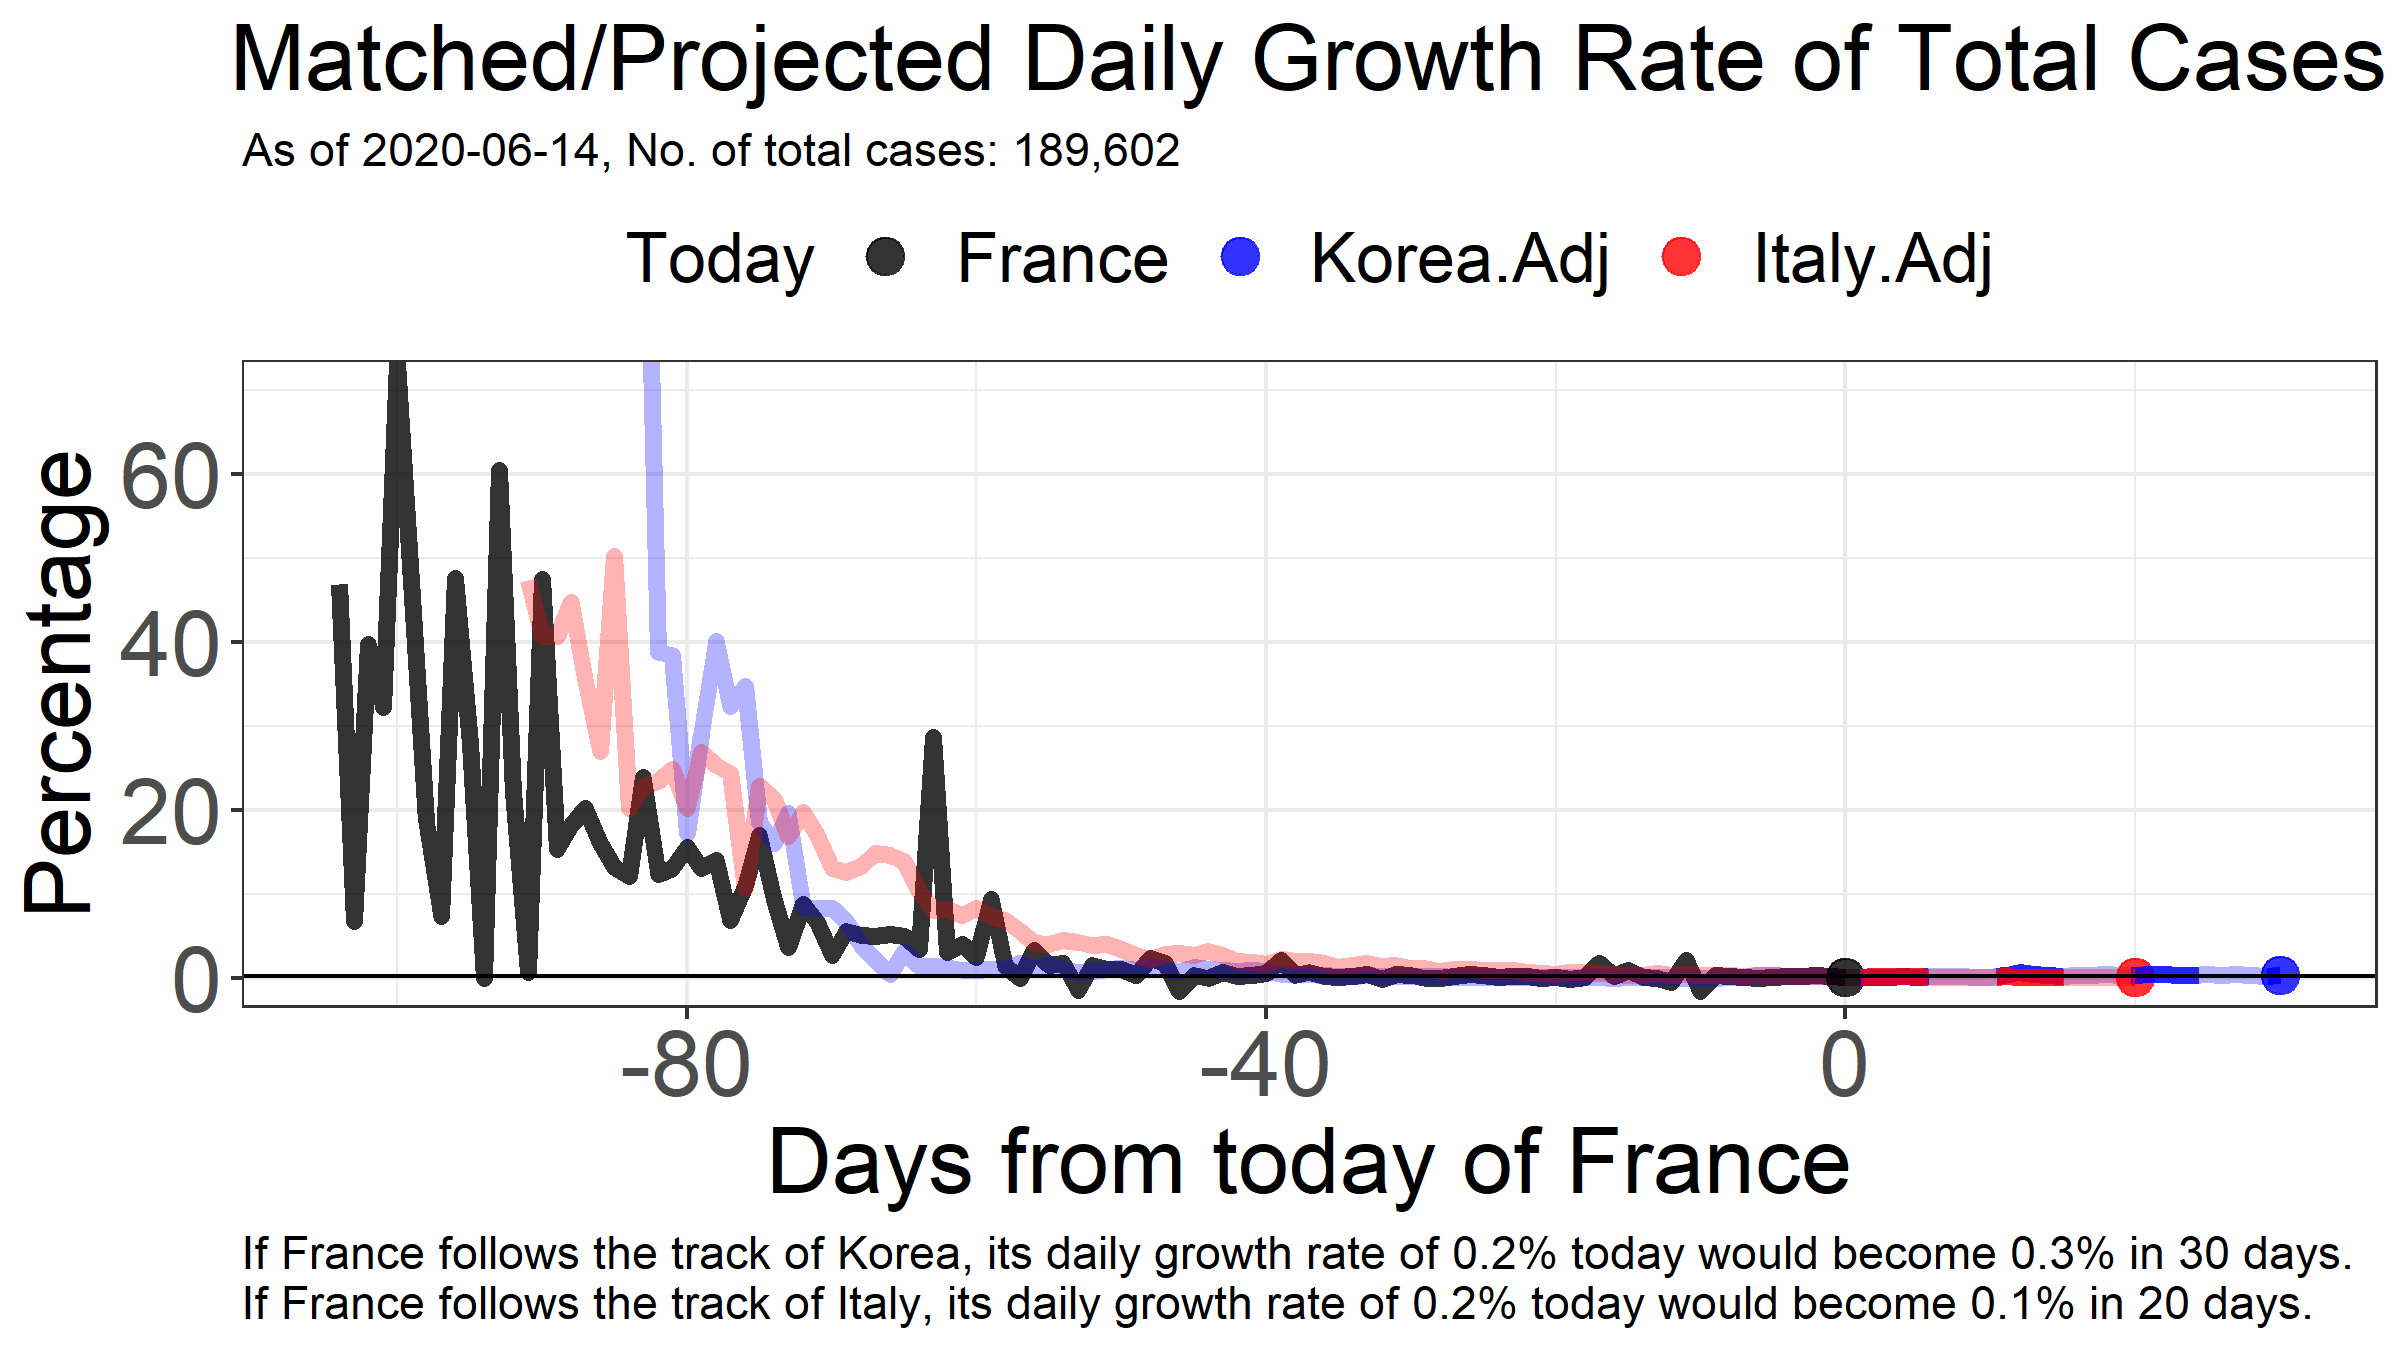 Matched/Projected Daily Growth Rate of Total Cases
As of 2020-06-14, No. of total cases: 189,602
Today France Korea.Adj Italy.Adj
Percentage
60
40
20
0
-80 -40 0
Days from today of France
If France follows the track of Korea, its daily growth rate of 0.2% today would become 0.3% in 30 days.
If France follows the track of Italy, its daily growth rate of 0.2% today would become 0.1% in 20 days.